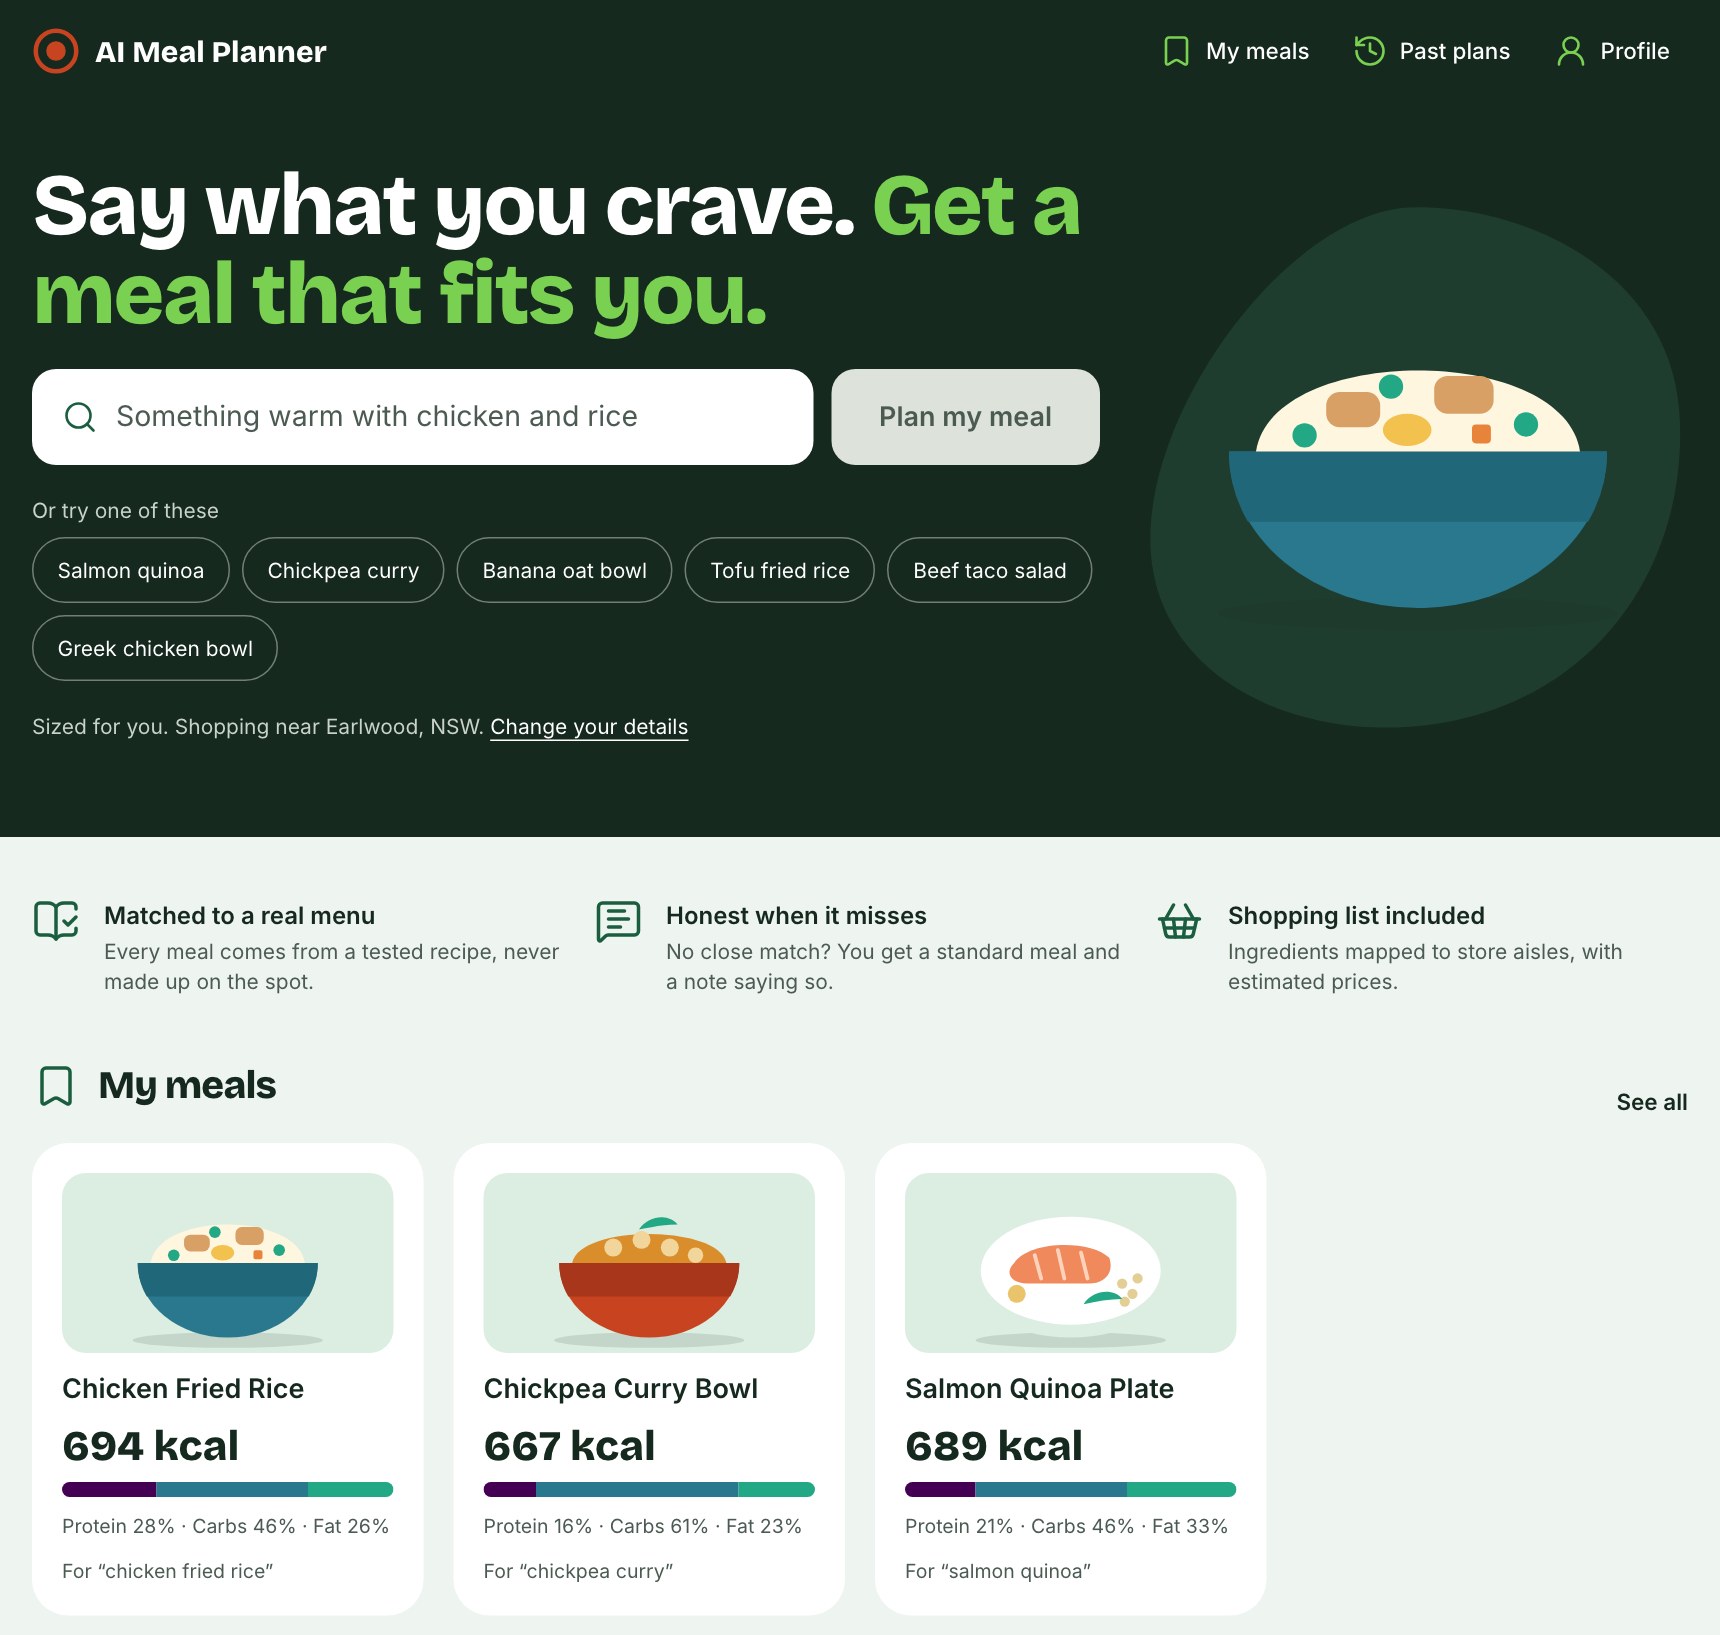 AI Meal Planner
My meals
Past plans
Profile
Say what you crave. Get a
meal that fits you.
Something warm with chicken and rice
Plan my meal
Or try one of these
Salmon quinoa
Chickpea curry
Banana oat bowl
Tofu fried rice
Beef taco salad
Greek chicken bowl
Sized for you. Shopping near Earlwood, NSW. Change your details
Matched to a real menu
Every meal comes from a tested recipe, never
made up on the spot.
Honest when it misses
No close match? You get a standard meal and
a note saying so.
Shopping list included
Ingredients mapped to store aisles, with
estimated prices.
My meals
See all
Chicken Fried Rice
694 kcal
Protein 28% · Carbs 46% · Fat 26%
For “chicken fried rice”
Chickpea Curry Bowl
667 kcal
Protein 16% · Carbs 61% · Fat 23%
For “chickpea curry”
Salmon Quinoa Plate
689 kcal
Protein 21% · Carbs 46% · Fat 33%
For “salmon quinoa”